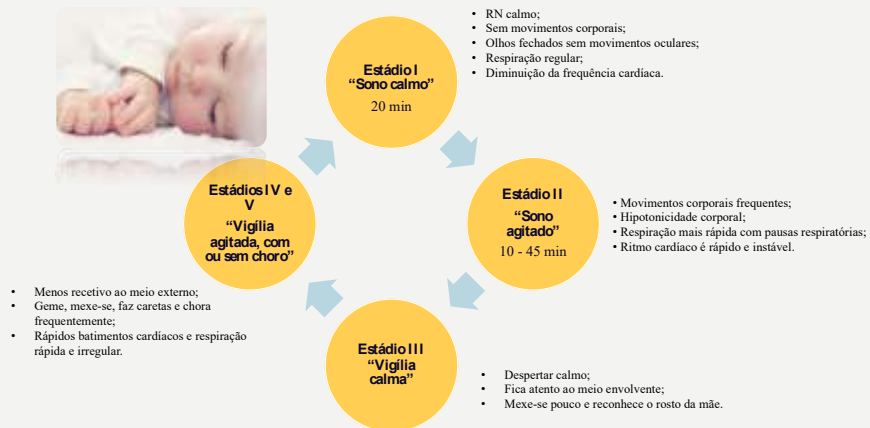 • RN calmo;
• Sem movimentos corporais;
• Olhos fechados sem movimentos oculares;
• Respiração regular;
• Diminuição da frequência cardíaca.
Estádio I
“Sono calmo”
20 min
Estádio II
“Sono
agitado”
10 - 45 min
• Movimentos corporais frequentes;
• Hipotonicidade corporal;
• Respiração mais rápida com pausas respiratórias;
• Ritmo cardíaco é rápido e instável.
Estádio III
“Vigília
calma”
• Despertar calmo;
• Fica atento ao meio envolvente;
• Mexe-se pouco e reconhece o rosto da mãe.
Estádios IV e
V
“Vigília
agitada, com
ou sem choro”
• Menos recetivo ao meio externo;
• Geme, mexe-se, faz caretas e chora
frequentemente;
• Rápidos batimentos cardíacos e respiração
rápida e irregular.